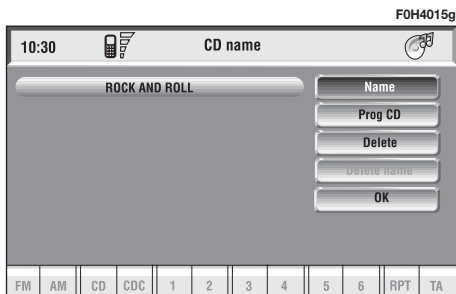 F0H4015g
10:30 CD name
ROCK AND ROLL
Name
Prog CD
Delete
Delete name
OK
FM AM CD CDC 1 2 3 4 5 6 RPT TA